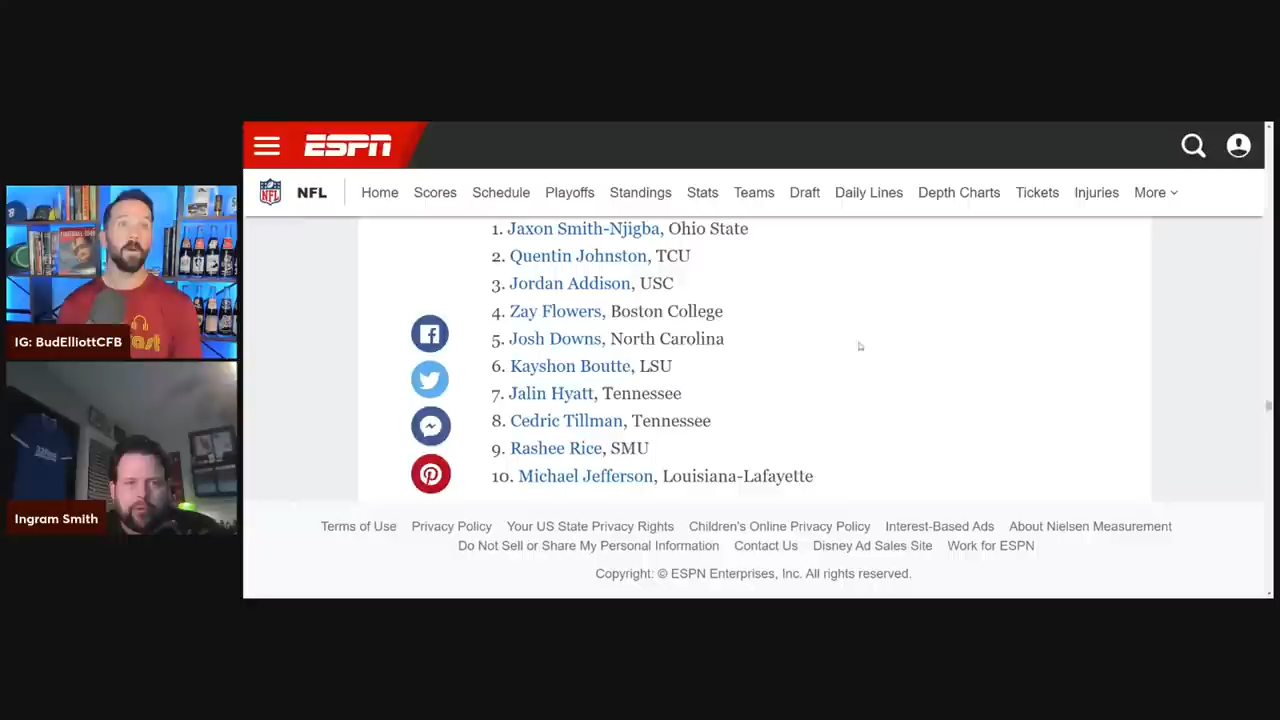 ESPN
NFL
NFL Home Scores Schedule Playoffs Standings Stats Teams Draft Daily Lines Depth Charts Tickets Injuries More
1. Jaxon Smith-Njigba, Ohio State
2. Quentin Johnston, TCU
3. Jordan Addison, USC
4. Zay Flowers, Boston College
5. Josh Downs, North Carolina
6. Kayshon Boutte, LSU
7. Jalin Hyatt, Tennessee
8. Cedric Tillman, Tennessee
9. Rashee Rice, SMU
10. Michael Jefferson, Louisiana-Lafayette
IG: BudElliottCFB
Ingram Smith
Terms of Use Privacy Policy Your US State Privacy Rights Children's Online Privacy Policy Interest-Based Ads About Nielsen Measurement
Do Not Sell or Share My Personal Information Contact Us Disney Ad Sales Site Work for ESPN
Copyright: © ESPN Enterprises, Inc. All rights reserved.